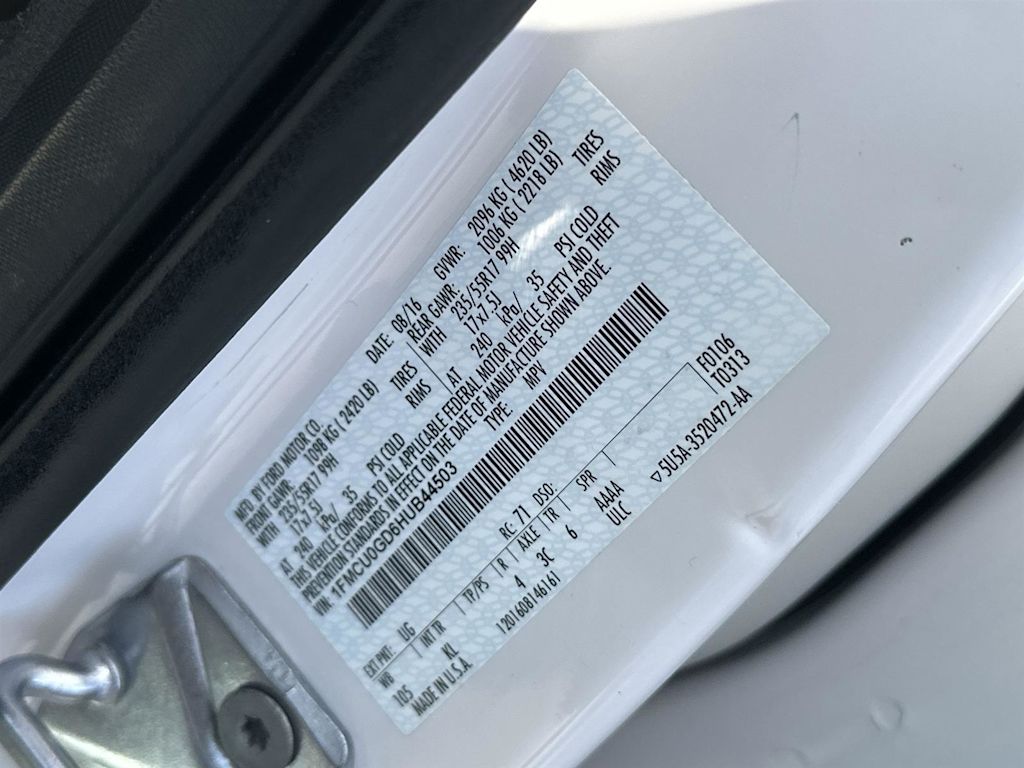 MFD. BY FORD MOTOR CO.
DATE: 08/16 GVWR: 2096 KG ( 4620 LB)
FRONT GAWR: 1098 KG ( 2420 LB) REAR GAWR: 1006 KG ( 2218 LB)
WITH 235/55R17 99H TIRES WITH 235/55R17 99H TIRES
17x7.5J RIMS 17x7.5J RIMS
AT 240 kPa/ 35 PSI COLD AT 240 kPa/ 35 PSI COLD
THIS VEHICLE CONFORMS TO ALL APPLICABLE FEDERAL MOTOR VEHICLE SAFETY AND THEFT
PREVENTION STANDARDS IN EFFECT ON THE DATE OF MANUFACTURE SHOWN ABOVE.
VIN: 1FMCU0GD6HUB44503 TYPE: MPV
EXT PNT: UG RC: 71 DSO: F0106
WB INT TR TP/PS R AXLE TR SPR T0313
105 KL 4 3C 6 AAAA
MADE IN U.S.A. 120160814616I ULC ▽5U5A-3520472-AA